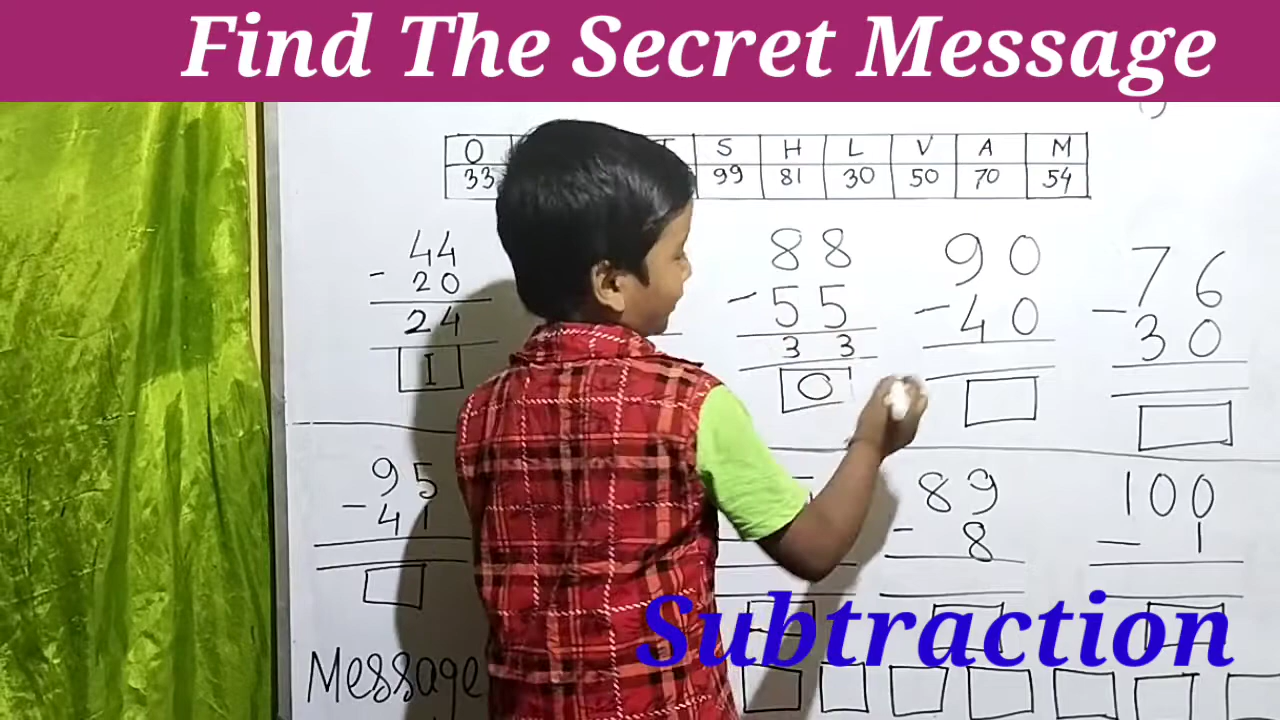 Find The Secret Message
O S H L V A M
33 99 81 30 50 70 54
44 88 90 76
- 20 - 55 - 40 - 30
24 33
I O
95 89 100
- 41 - 8 - 1
Subtraction
Message